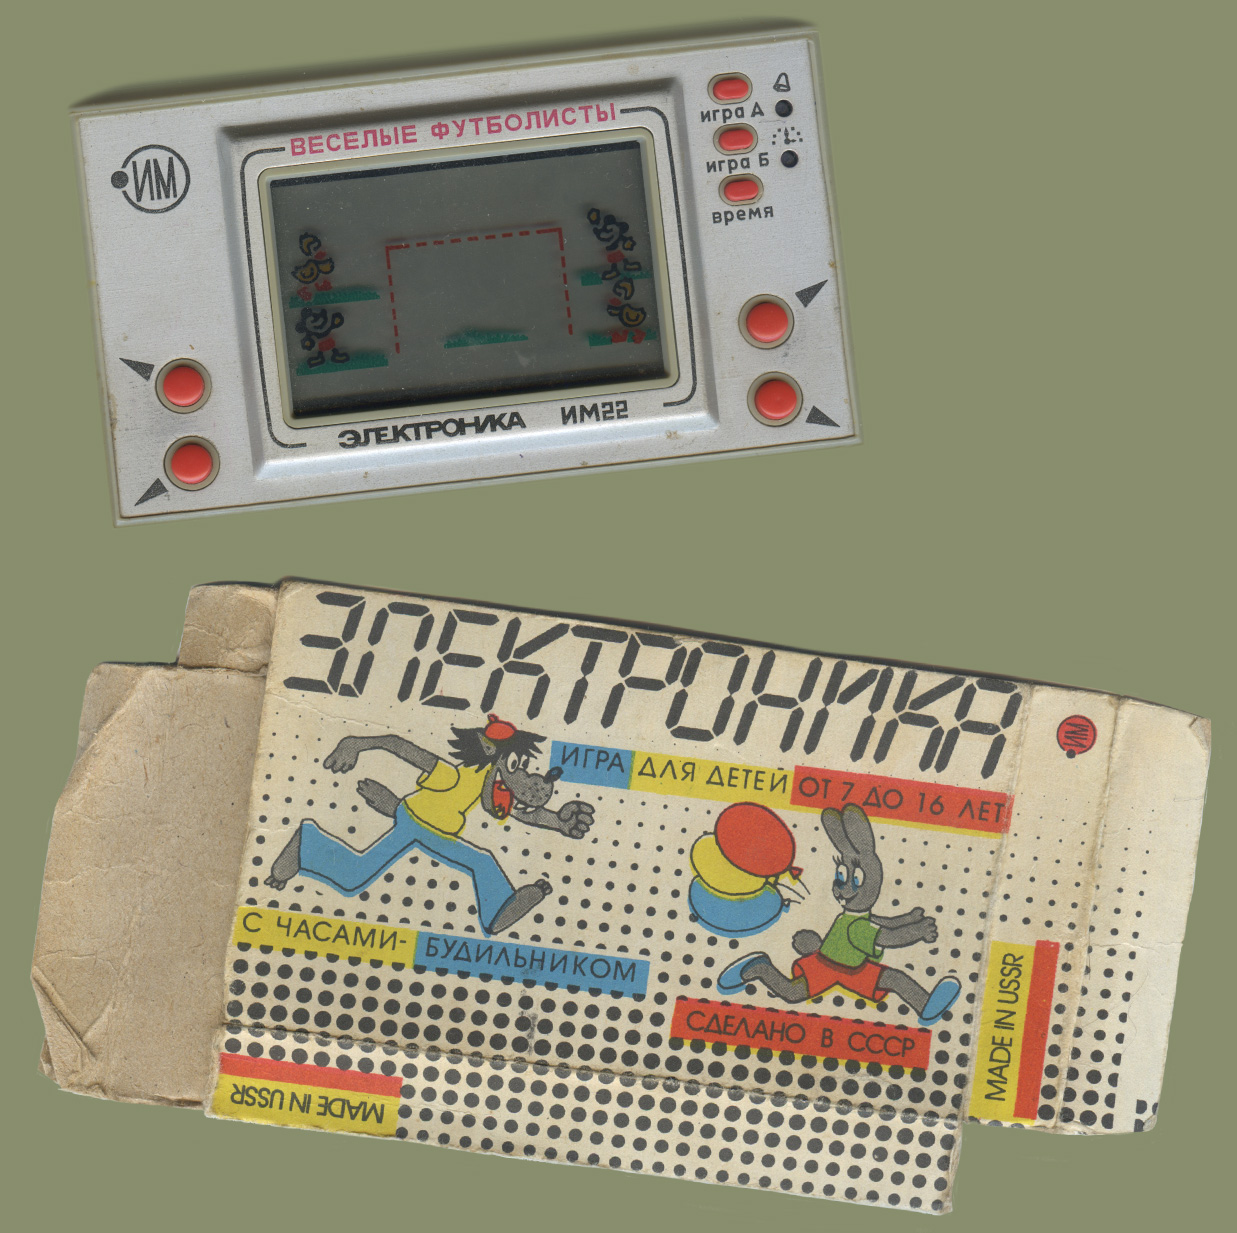 ИМ
ВЕСЕЛЫЕ ФУТБОЛИСТЫ
игра А
игра Б
время
ЭЛЕКТРОНИКА ИМ22
ЭЛЕКТРОНИКА
ИМ
ИГРА ДЛЯ ДЕТЕЙ ОТ 7 ДО 16 ЛЕТ
С ЧАСАМИ-БУДИЛЬНИКОМ
СДЕЛАНО В СССР
MADE IN USSR
MADE IN USSR